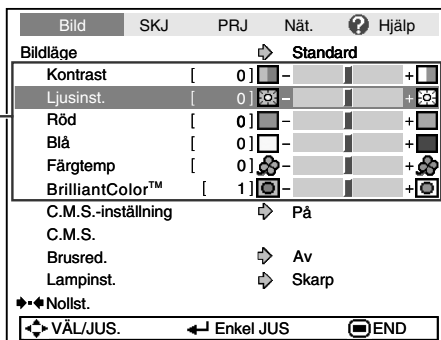 Bild SKJ PRJ Nät. ? Hjälp
Bildläge Standard
Kontrast [ 0 ] - +
Ljusinst. [ 0 ] - +
Röd [ 0 ] - +
Blå [ 0 ] - +
Färgtemp [ 0 ] - +
BrilliantColor™ [ 1 ] - +
C.M.S.-inställning På
C.M.S.
Brusred. Av
Lampinst. Skarp
Nollst.
VÄL/JUS. Enkel JUS END